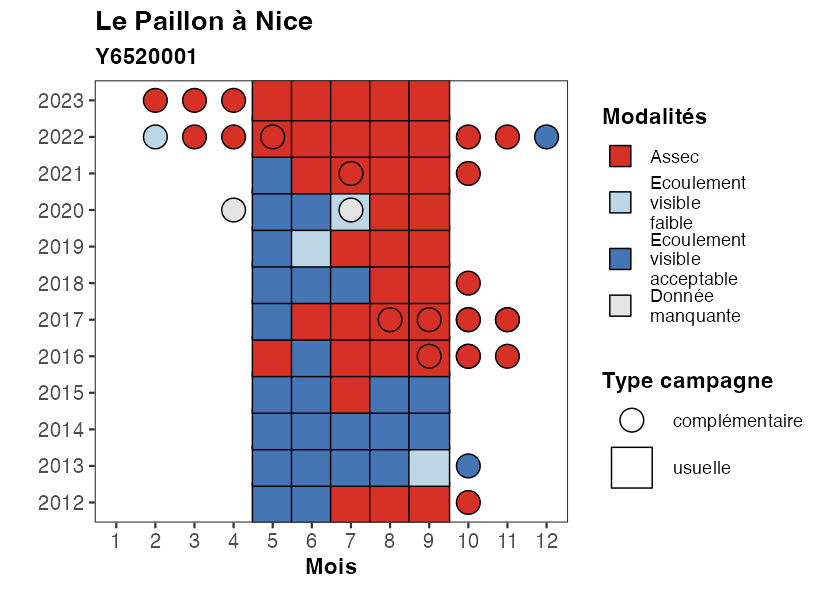 Le Paillon à Nice
Y6520001
2023
2022
2021
2020
2019
2018
2017
2016
2015
2014
2013
2012
1 2 3 4 5 6 7 8 9 10 11 12
Mois
Modalités
Assec
Ecoulement
visible
faible
Ecoulement
visible
acceptable
Donnée
manquante
Type campagne
complémentaire
usuelle